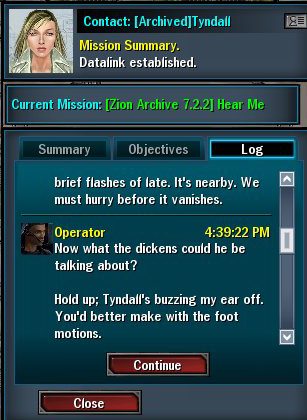 Contact: [Archived]Tyndall
Mission Summary.
Datalink established.
Current Mission: [Zion Archive 7.2.2] Hear Me
Summary
Objectives
Log
brief flashes of late. It's nearby. We
must hurry before it vanishes.
Operator 4:39:22 PM
Now what the dickens could he be
talking about?
Hold up; Tyndall's buzzing my ear off.
You'd better make with the foot
motions.
Continue
Close